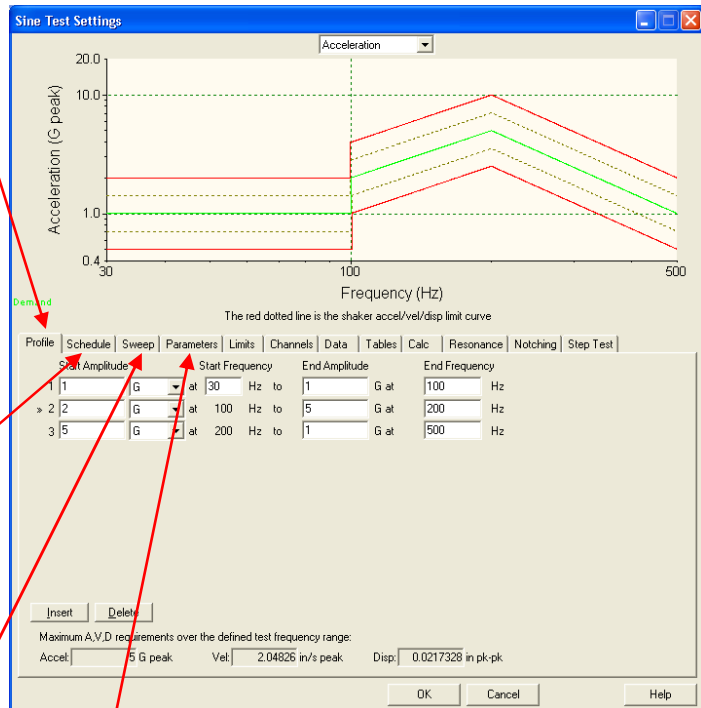 Sine Test Settings
Acceleration
Acceleration (G peak)
20.0
10.0
1.0
0.4
30
100
500
Frequency (Hz)
Demand
The red dotted line is the shaker accel/vel/disp limit curve
Profile Schedule Sweep Parameters Limits Channels Data Tables Calc Resonance Notching Step Test
Start Amplitude Start Frequency End Amplitude End Frequency
1 1 G at 30 Hz to 1 G at 100 Hz
» 2 2 G at 100 Hz to 5 G at 200 Hz
3 5 G at 200 Hz to 1 G at 500 Hz
Insert Delete
Maximum A,V,D requirements over the defined test frequency range:
Accel: 5 G peak Vel: 2.04826 in/s peak Disp: 0.0217328 in pk-pk
OK Cancel Help